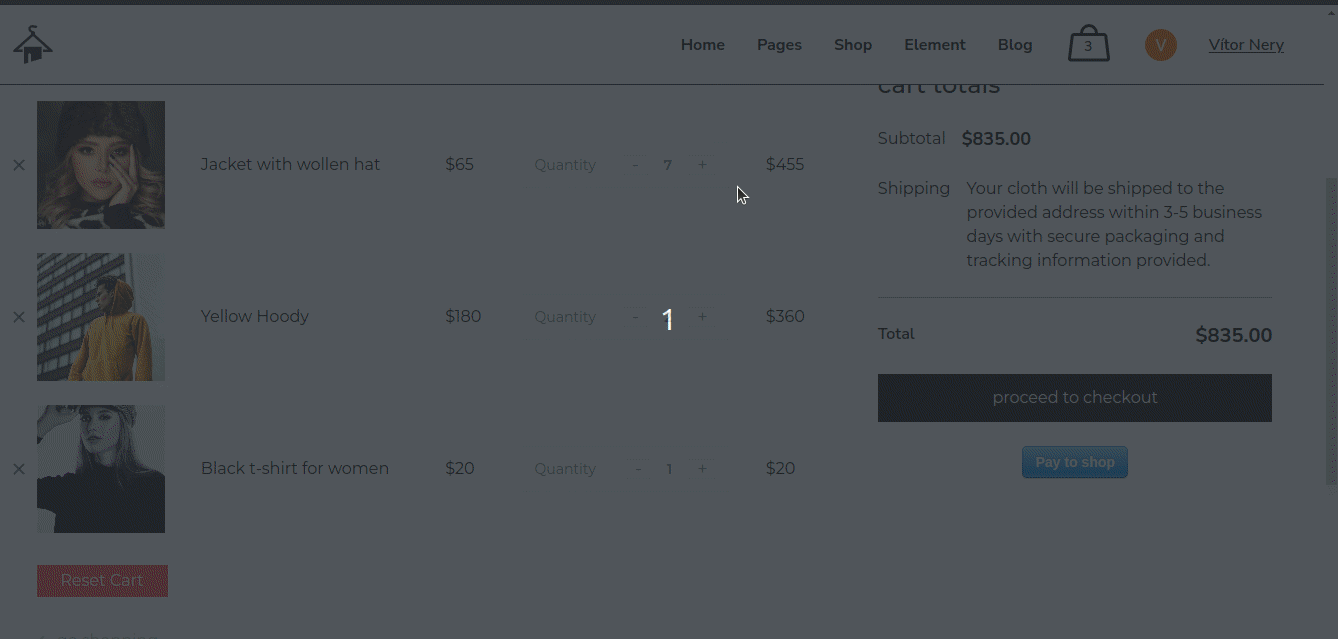 Home Pages Shop Element Blog 3 V Vítor Nery
Cart totals
Subtotal $835.00
× Jacket with wollen hat $65 Quantity - 7 + $455
Shipping Your cloth will be shipped to the
provided address within 3-5 business
days with secure packaging and
tracking information provided.
× Yellow Hoody $180 Quantity - 1 + $360
Total $835.00
proceed to checkout
Pay to shop
× Black t-shirt for women $20 Quantity - 1 + $20
Reset Cart